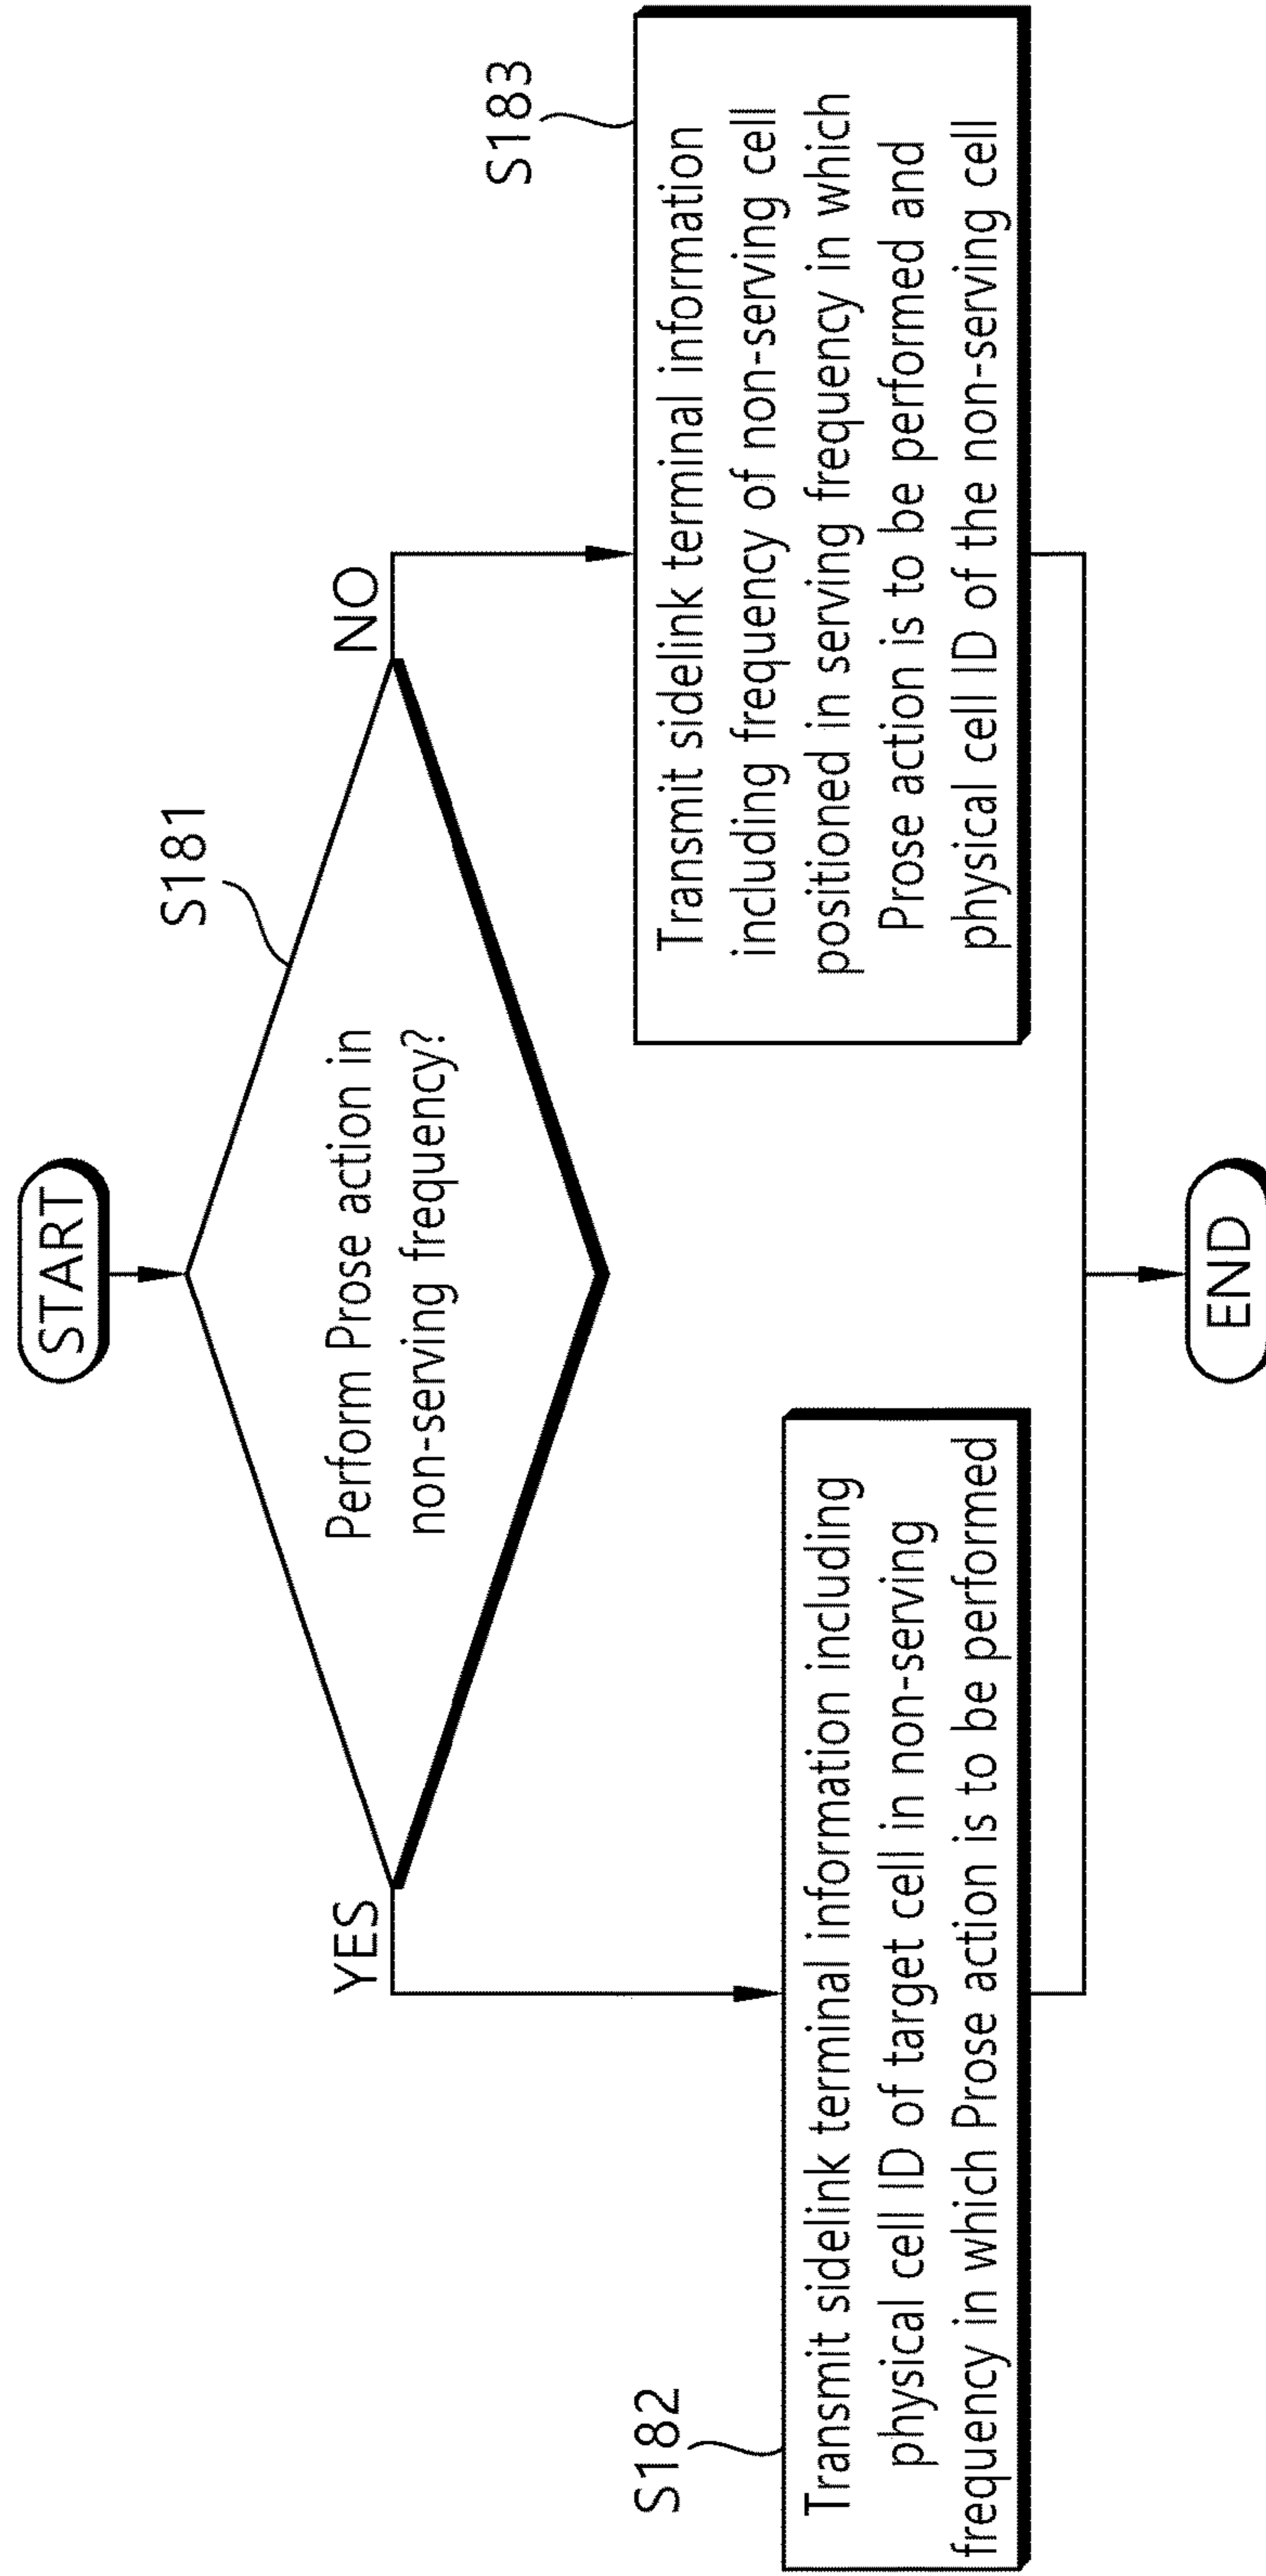 START
S181
Perform Prose action in
non-serving frequency?
YES
NO
S182
Transmit sidelink terminal information including
physical cell ID of target cell in non-serving
frequency in which Prose action is to be performed
S183
Transmit sidelink terminal information
including frequency of non-serving cell
positioned in serving frequency in which
Prose action is to be performed and
physical cell ID of the non-serving cell
END